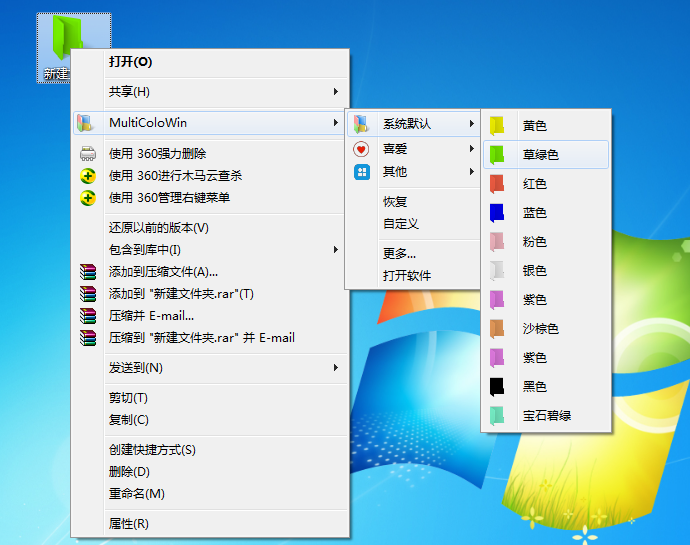 新建
打开(O)
共享(H)
MultiColoWin
使用 360强力删除
使用 360进行木马云查杀
使用 360管理右键菜单
还原以前的版本(V)
包含到库中(I)
添加到压缩文件(A)...
添加到 "新建文件夹.rar"(T)
压缩并 E-mail...
压缩到 "新建文件夹.rar" 并 E-mail
发送到(N)
剪切(T)
复制(C)
创建快捷方式(S)
删除(D)
重命名(M)
属性(R)
系统默认
喜爱
其他
恢复
自定义
更多...
打开软件
黄色
草绿色
红色
蓝色
粉色
银色
紫色
沙棕色
紫色
黑色
宝石碧绿